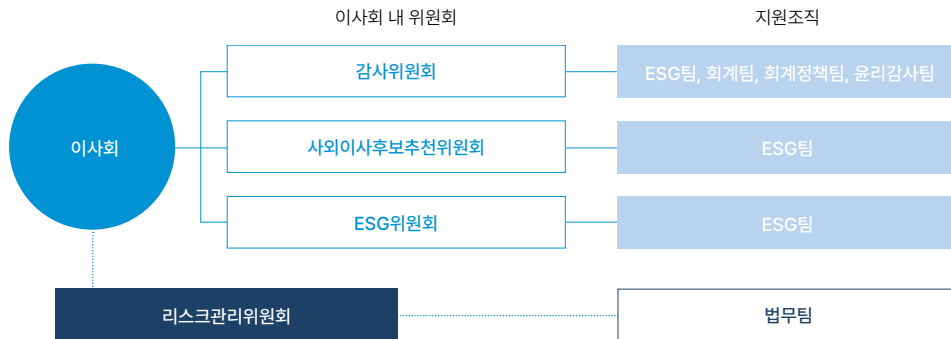 이사회 내 위원회
지원조직
이사회
감사위원회
ESG팀, 회계팀, 회계정책팀, 윤리감사팀
사외이사후보추천위원회
ESG팀
ESG위원회
ESG팀
리스크관리위원회
법무팀